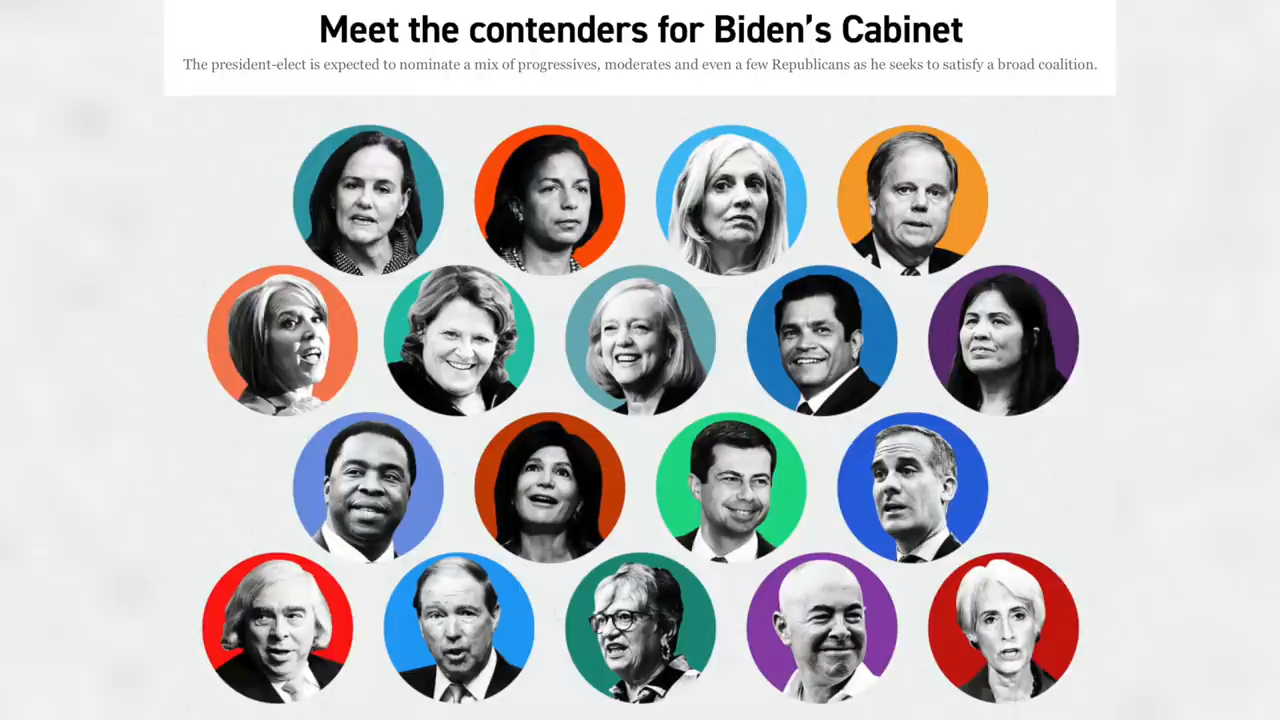 Meet the contenders for Biden’s Cabinet
The president-elect is expected to nominate a mix of progressives, moderates and even a few Republicans as he seeks to satisfy a broad coalition.